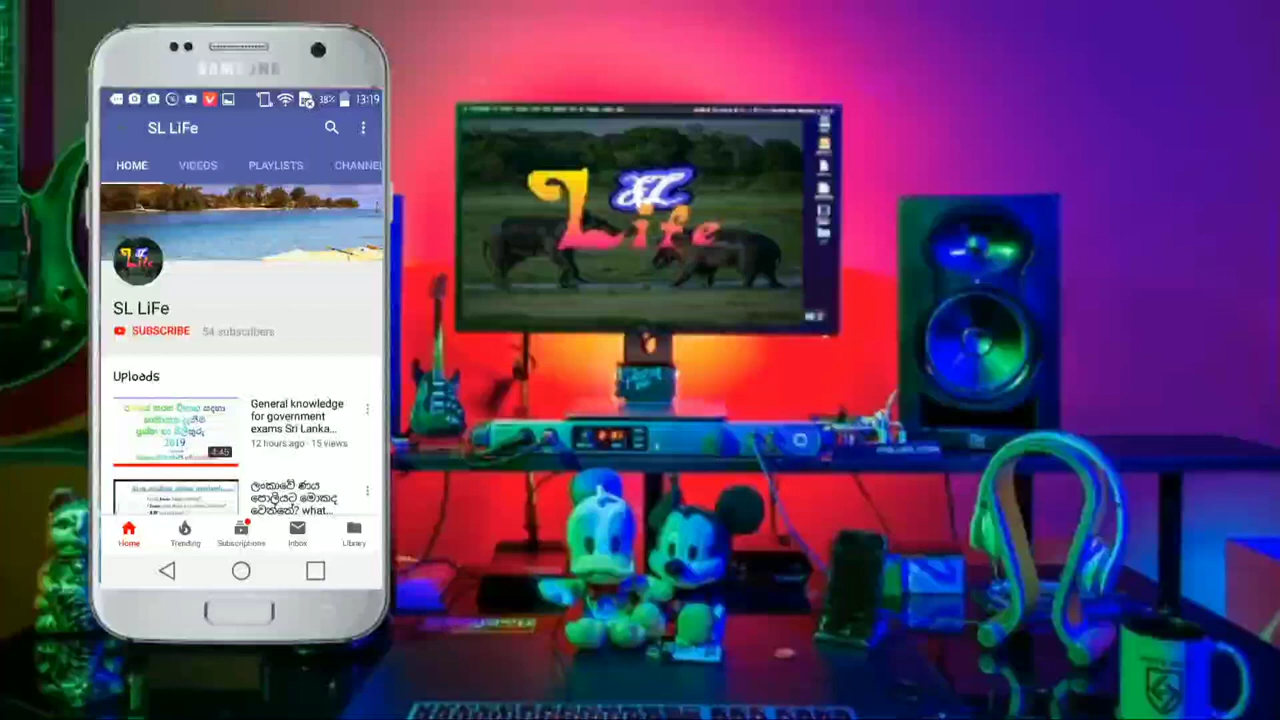 SAMSUNG
38% 13:19
SL LiFe
HOME VIDEOS PLAYLISTS CHANNEL
SL LiFe
SUBSCRIBE 54 subscribers
Uploads
General knowledge
for government
exams Sri Lanka...
12 hours ago · 15 views
2019
4:45
ලංකාවේ ණය
පොලියට මොකද
වෙන්නේ? what...
Home Trending Subscriptions Inbox Library
SL
Life